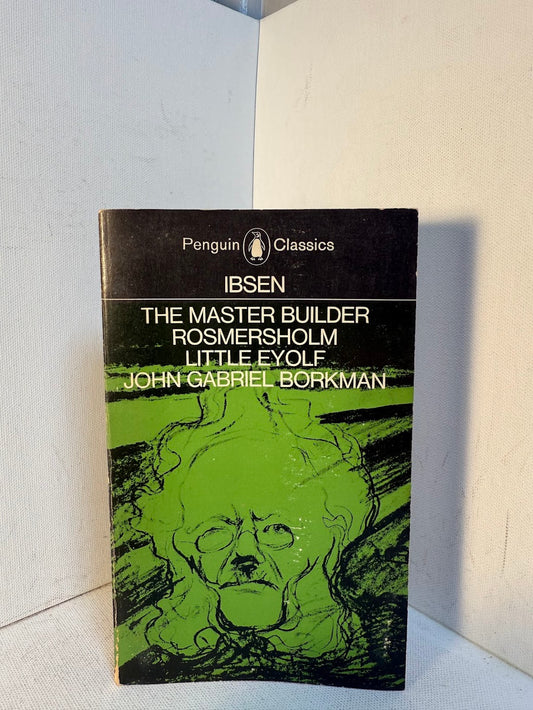 Penguin Classics
IBSEN
THE MASTER BUILDER
ROSMERSHOLM
LITTLE EYOLF
JOHN GABRIEL BORKMAN